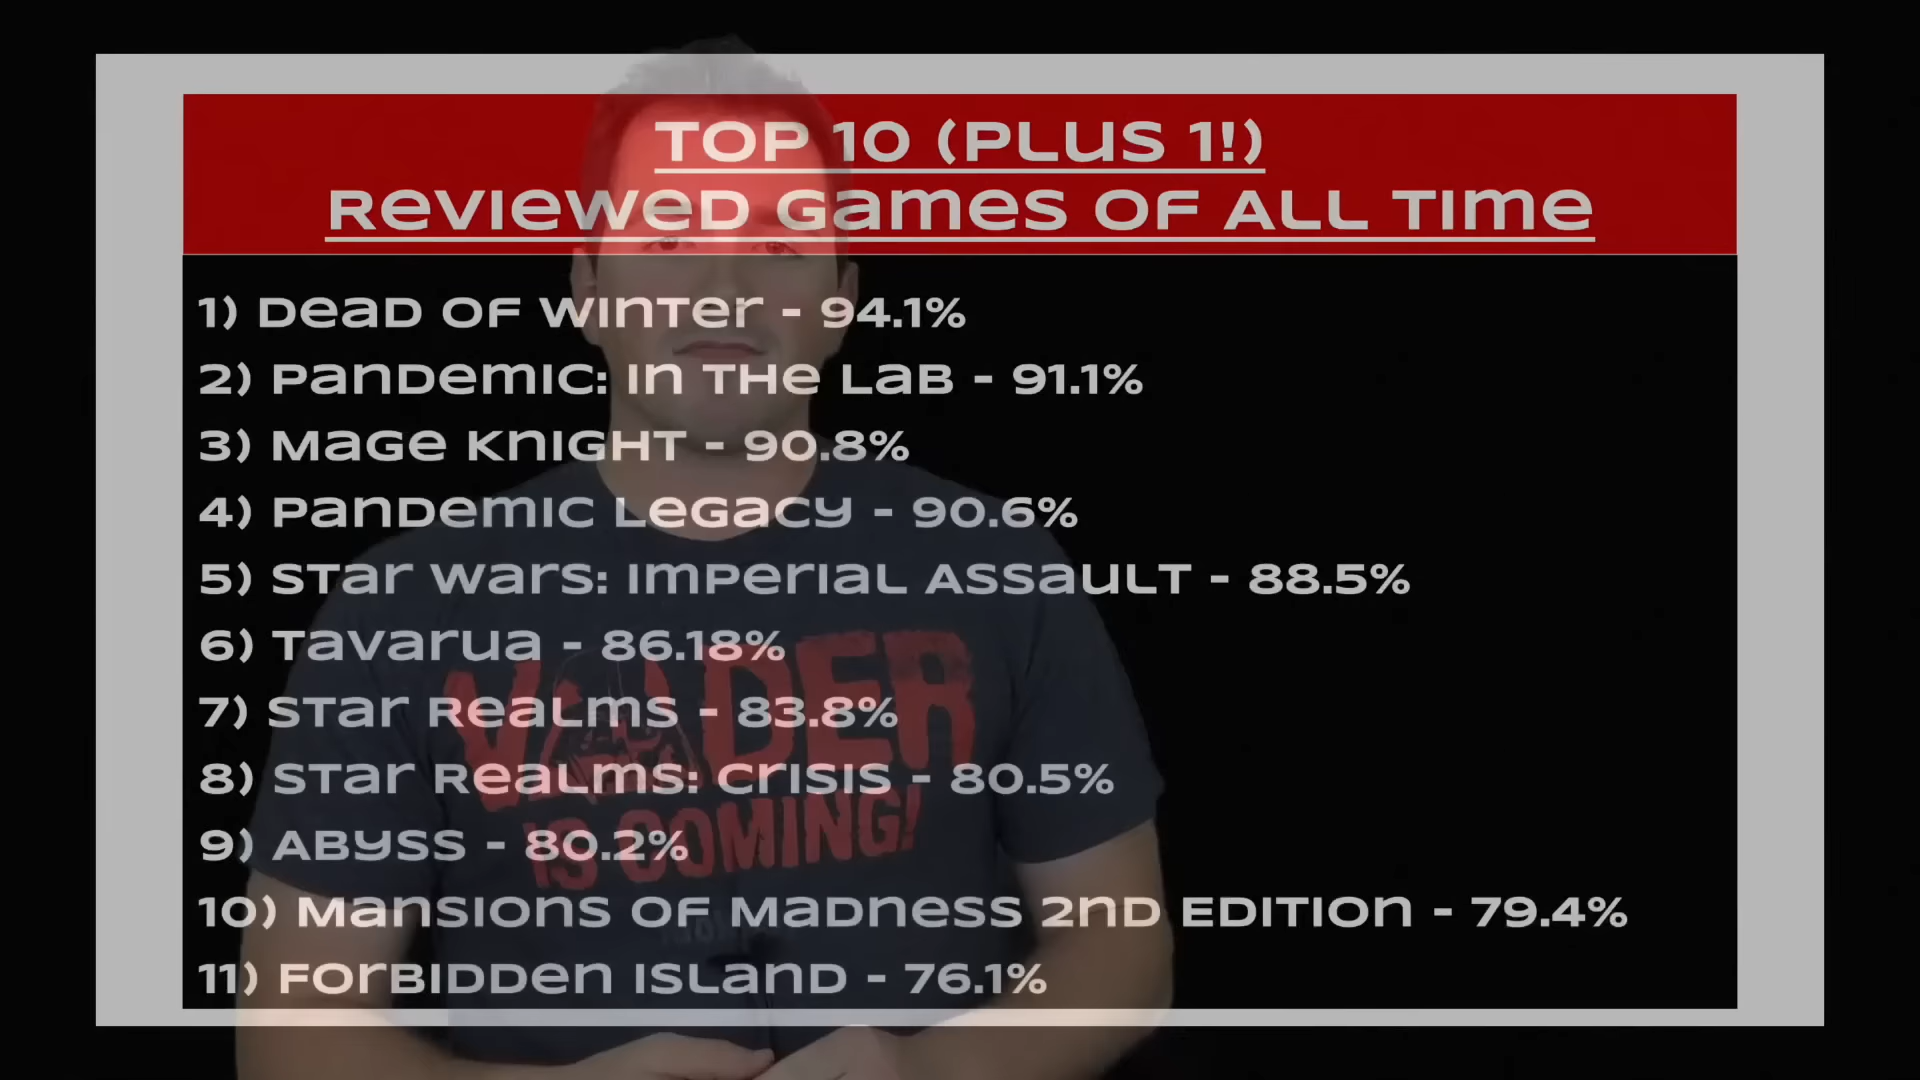 TOP 10 (PLUS 1!)
REVIEWED GAMES OF ALL TIME
1) DEAD OF WINTER - 94.1%
2) PANDEMIC: IN THE LAB - 91.1%
3) MAGE KNIGHT - 90.8%
4) PANDEMIC LEGACY - 90.6%
5) STAR WARS: IMPERIAL ASSAULT - 88.5%
6) TAVARUA - 86.18%
7) STAR REALMS - 83.8%
8) STAR REALMS: CRISIS - 80.5%
9) ABYSS - 80.2%
10) MANSIONS OF MADNESS 2ND EDITION - 79.4%
11) FORBIDDEN ISLAND - 76.1%
VADER
IS COMING!